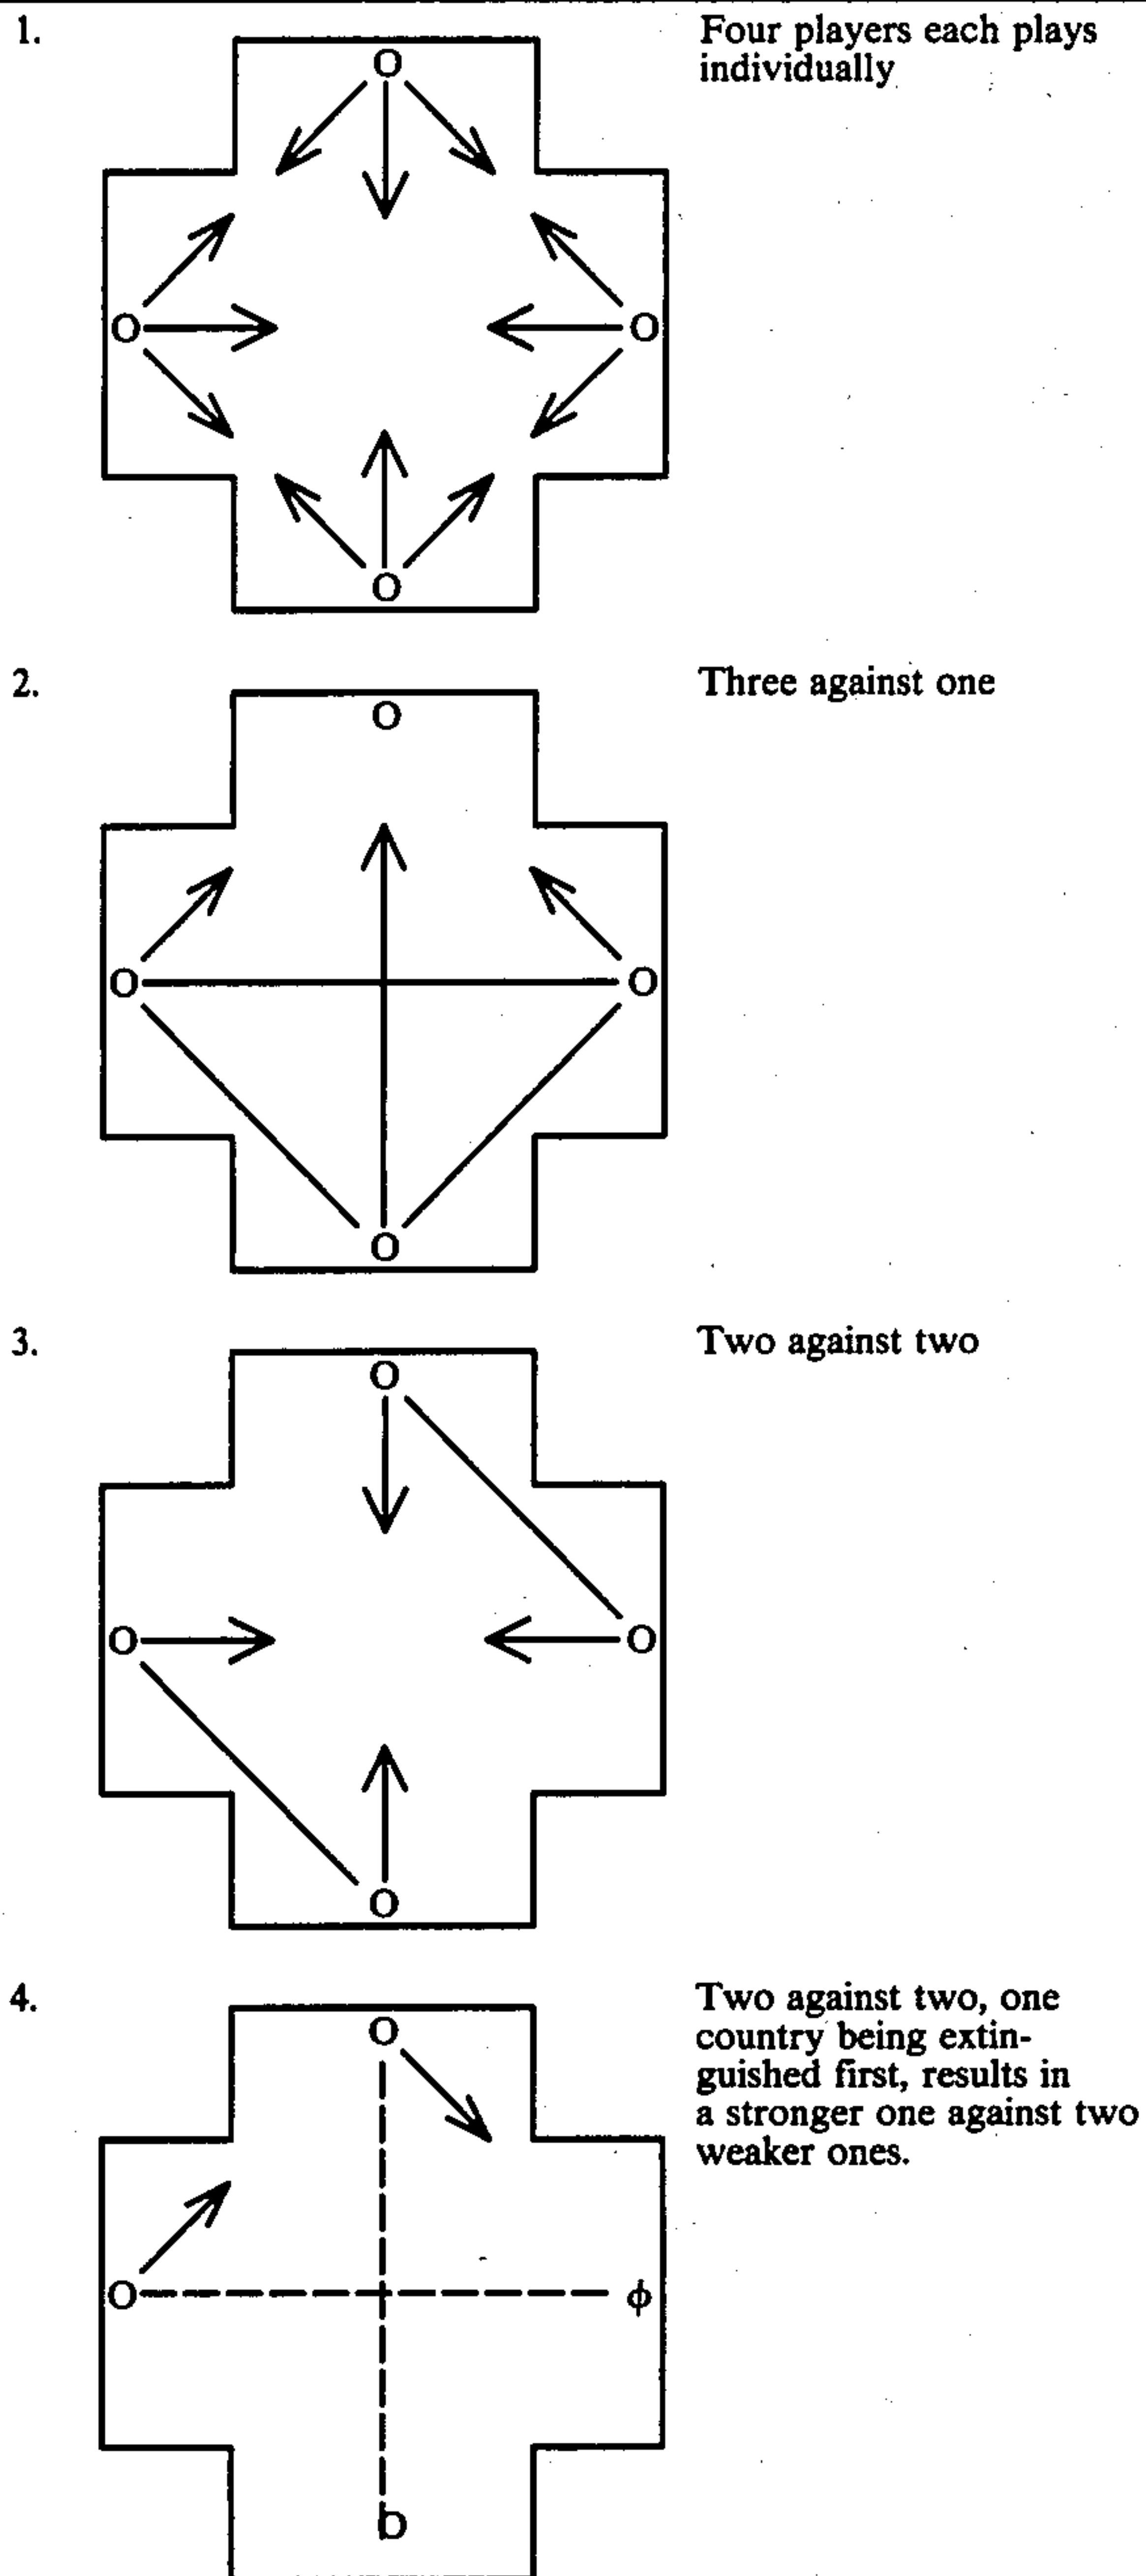 1.
Four players each plays
individually
O
O
O
O
2.
Three against one
O
O
O
O
3.
Two against two
O
O
O
O
4.
Two against two, one
country being extin-
guished first, results in
a stronger one against two
weaker ones.
O
O
ϕ
O